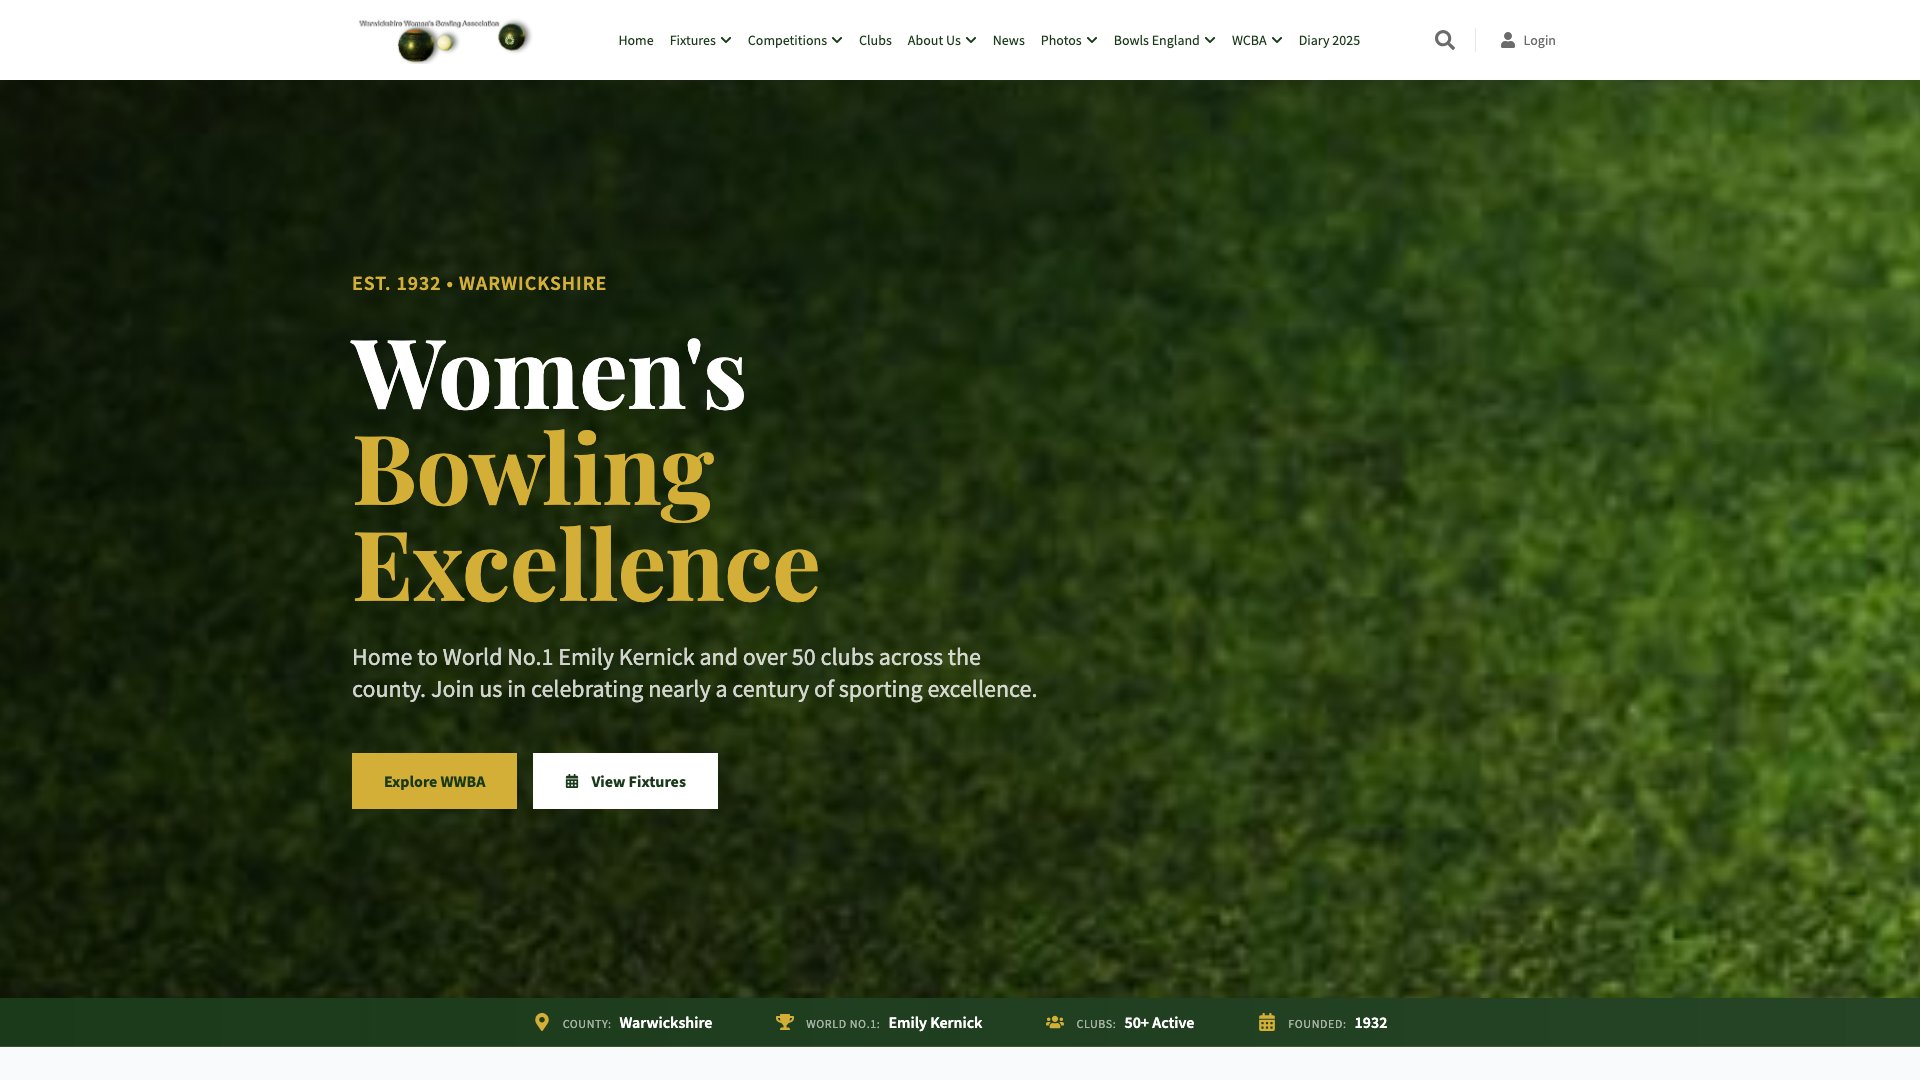 Warwickshire Women's Bowling Association
Home
Fixtures
Competitions
Clubs
About Us
News
Photos
Bowls England
WCBA
Diary 2025
Login
EST. 1932 • WARWICKSHIRE
Women's
Bowling
Excellence
Home to World No.1 Emily Kernick and over 50 clubs across the
county. Join us in celebrating nearly a century of sporting excellence.
Explore WWBA
View Fixtures
COUNTY: Warwickshire
WORLD NO.1: Emily Kernick
CLUBS: 50+ Active
FOUNDED: 1932